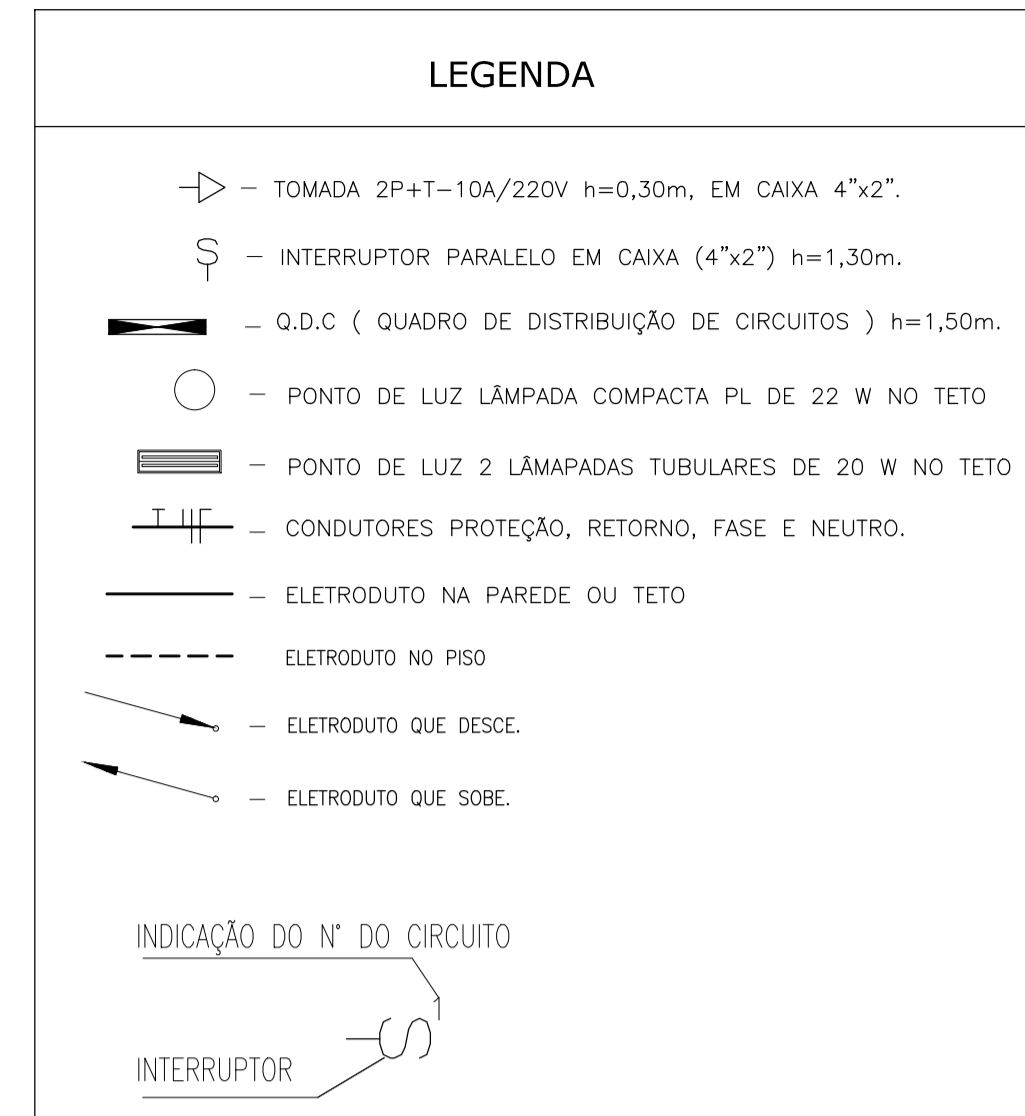 LEGENDA
– TOMADA 2P+T–10A/220V h=0,30m, EM CAIXA 4”x2”.
S – INTERRUPTOR PARALELO EM CAIXA (4”x2”) h=1,30m.
– Q.D.C ( QUADRO DE DISTRIBUIÇÃO DE CIRCUITOS ) h=1,50m.
– PONTO DE LUZ LÂMPADA COMPACTA PL DE 22 W NO TETO
– PONTO DE LUZ 2 LÂMAPADAS TUBULARES DE 20 W NO TETO
– CONDUTORES PROTEÇÃO, RETORNO, FASE E NEUTRO.
– ELETRODUTO NA PAREDE OU TETO
ELETRODUTO NO PISO
– ELETRODUTO QUE DESCE.
– ELETRODUTO QUE SOBE.
INDICAÇÃO DO N° DO CIRCUITO
1
S
INTERRUPTOR